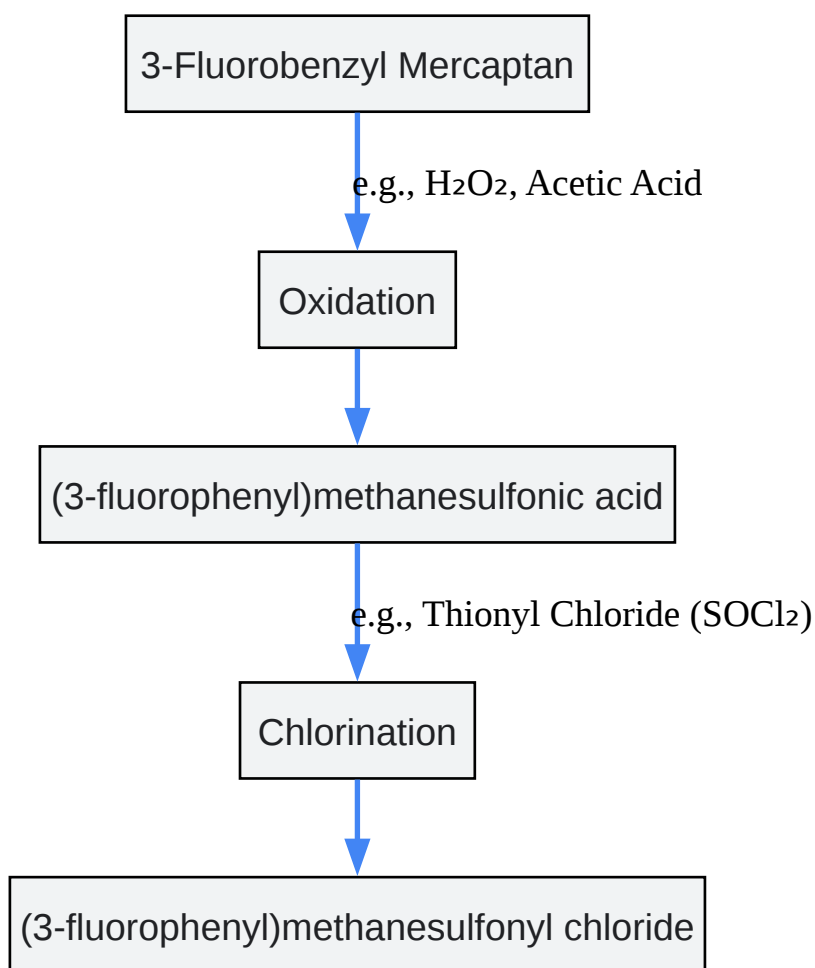 3-Fluorobenzyl Mercaptan
e.g., H₂O₂, Acetic Acid
Oxidation
(3-fluorophenyl)methanesulfonic acid
e.g., Thionyl Chloride (SOCl₂)
Chlorination
(3-fluorophenyl)methanesulfonyl chloride